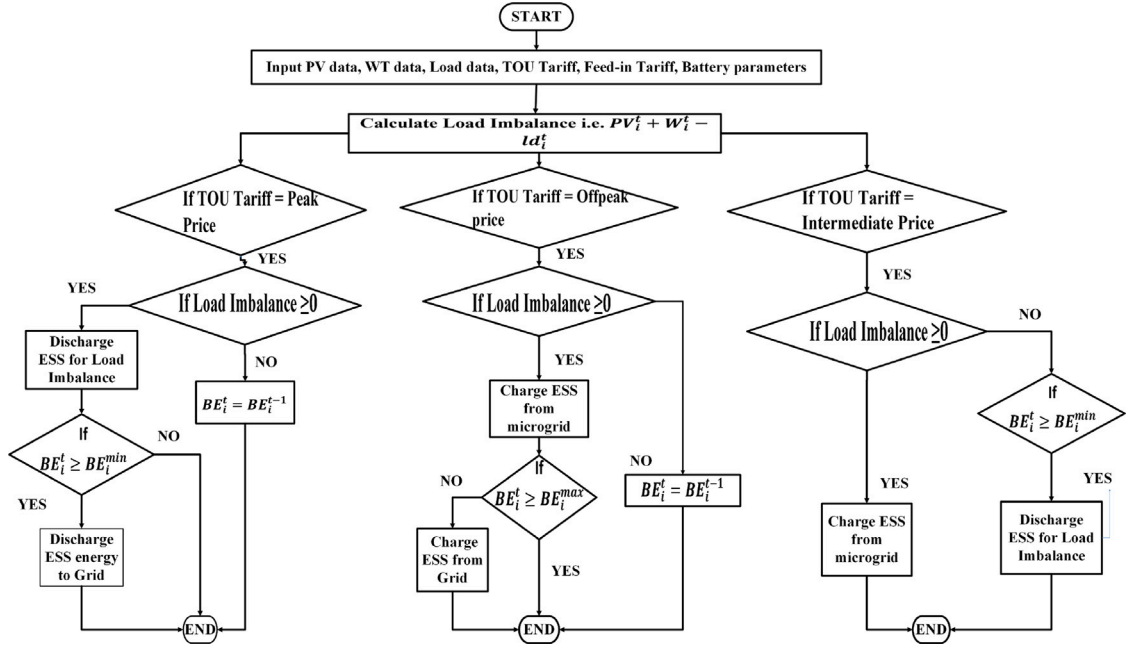 START
Input PV data, WT data, Load data, TOU Tariff, Feed-in Tariff, Battery parameters
Calculate Load Imbalance i.e. $PV_i^t + W_i^t -$
$ld_i^t$
If TOU Tariff = Peak
Price
YES
If Load Imbalance ≥0
YES
Discharge
ESS for Load
Imbalance
NO
$BE_i^t = BE_i^{t-1}$
If
$BE_i^t \geq BE_i^{min}$
NO
YES
Discharge
ESS energy
to Grid
END
If TOU Tariff = Offpeak
price
YES
If Load Imbalance ≥0
YES
Charge ESS
from
microgrid
If
$BE_i^t \geq BE_i^{max}$
NO
Charge
ESS from
Grid
YES
NO
$BE_i^t = BE_i^{t-1}$
END
If TOU Tariff =
Intermediate Price
YES
If Load Imbalance ≥0
NO
If
$BE_i^t \geq BE_i^{min}$
YES
Charge ESS
from
microgrid
YES
Discharge
ESS for Load
Imbalance
END